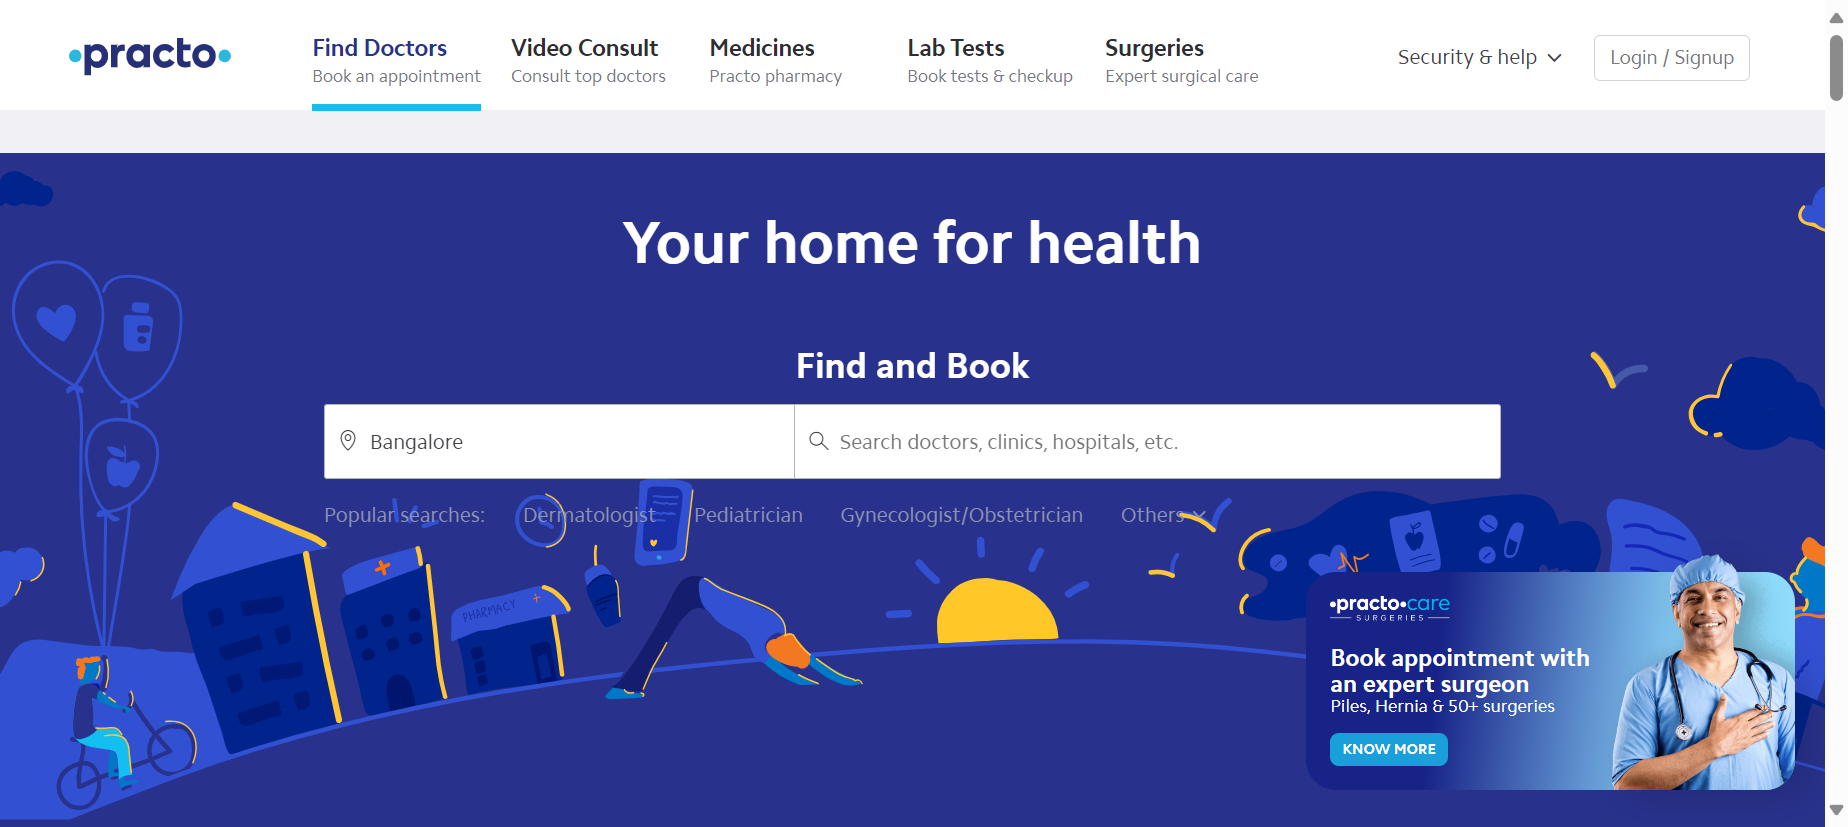 practo
Find Doctors
Book an appointment
Video Consult
Consult top doctors
Medicines
Practo pharmacy
Lab Tests
Book tests & checkup
Surgeries
Expert surgical care
Security & help
Login / Signup
Your home for health
Find and Book
Bangalore
Search doctors, clinics, hospitals, etc.
Popular searches: Dermatologist Pediatrician Gynecologist/Obstetrician Others
PHARMACY
practo care
SURGERIES
Book appointment with
an expert surgeon
Piles, Hernia & 50+ surgeries
KNOW MORE